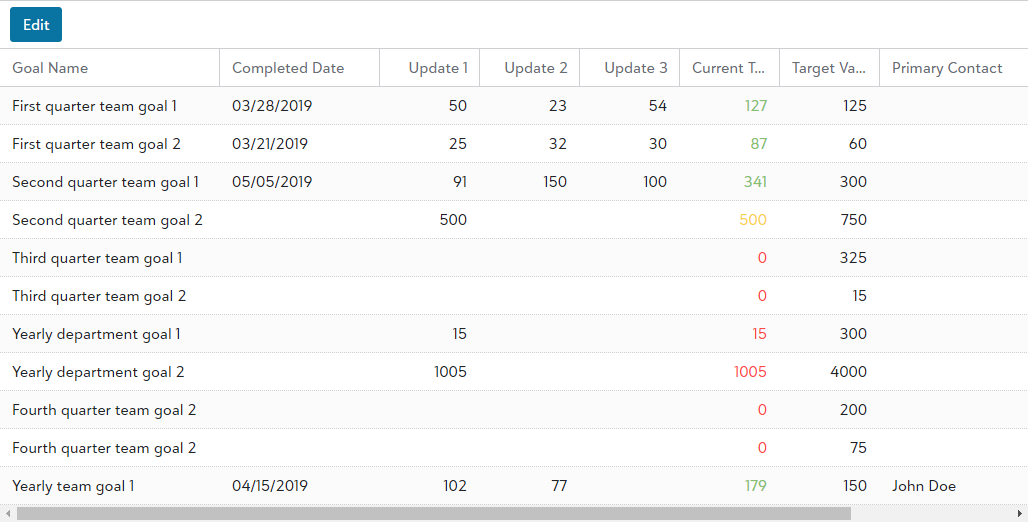 Edit
Goal Name Completed Date Update 1 Update 2 Update 3 Current T... Target Va... Primary Contact
First quarter team goal 1 03/28/2019 50 23 54 127 125
First quarter team goal 2 03/21/2019 25 32 30 87 60
Second quarter team goal 1 05/05/2019 91 150 100 341 300
Second quarter team goal 2 500 500 750
Third quarter team goal 1 0 325
Third quarter team goal 2 0 15
Yearly department goal 1 15 15 300
Yearly department goal 2 1005 1005 4000
Fourth quarter team goal 2 0 200
Fourth quarter team goal 2 0 75
Yearly team goal 1 04/15/2019 102 77 179 150 John Doe